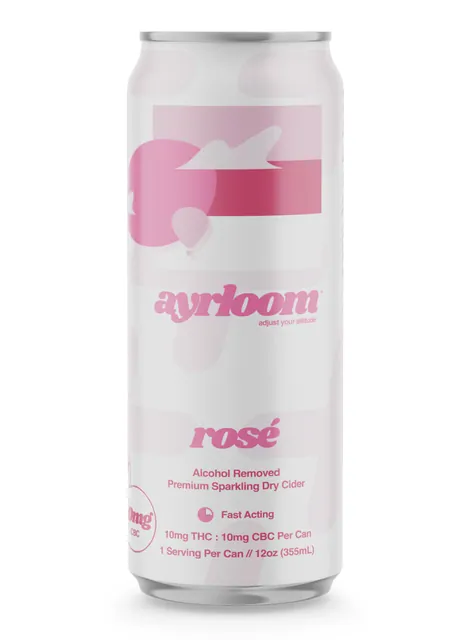 ayrloom
adjust your altitude
rosé
Alcohol Removed
Premium Sparkling Dry Cider
Fast Acting
CBC
10mg THC : 10mg CBC Per Can
1 Serving Per Can // 12oz (355mL)